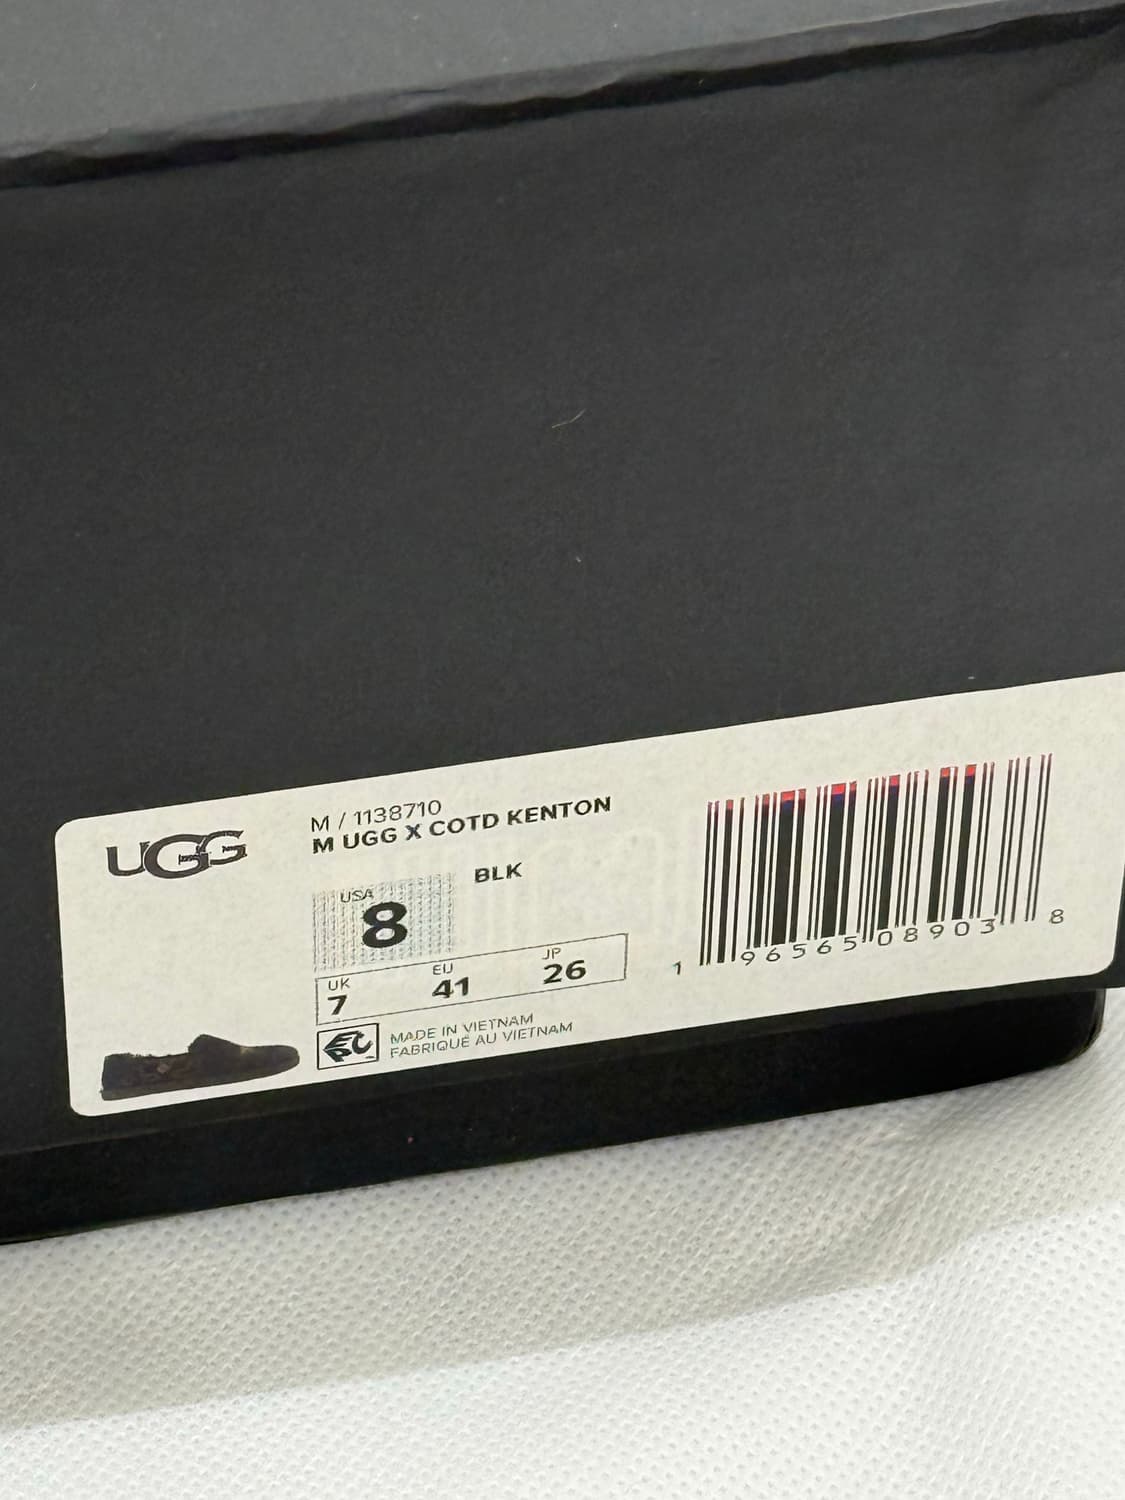 UGG
M / 1138710
M UGG X COTD KENTON
BLK
USA
8
UK EU JP
7 41 26
MADE IN VIETNAM
FABRIQUÉ AU VIETNAM
1 96565 08903 8